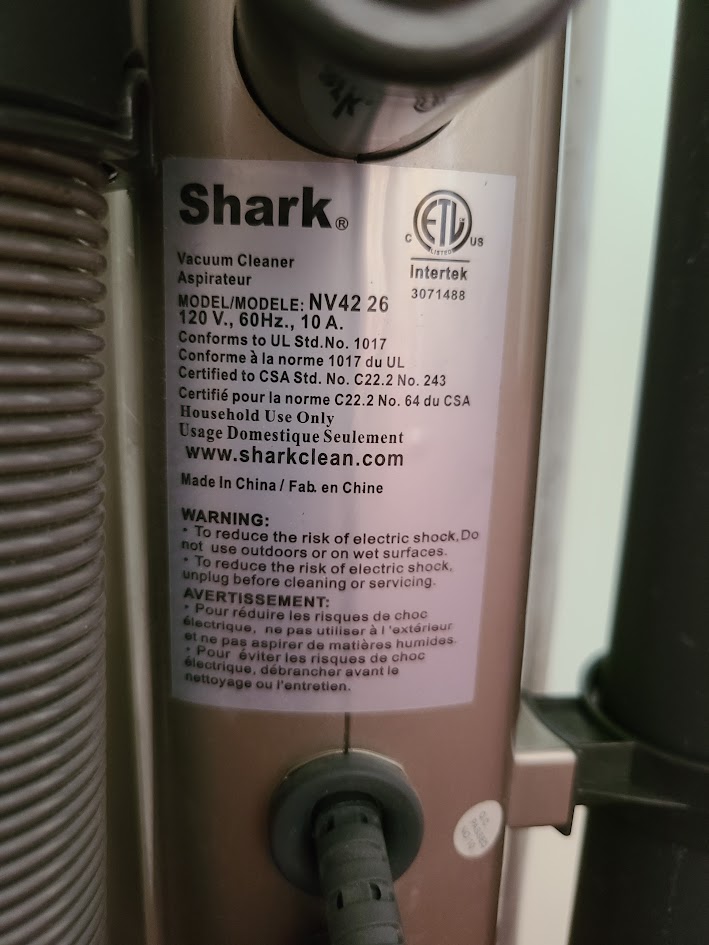 Shark®
ETL
LISTED
C US
Intertek
3071488
Vacuum Cleaner
Aspirateur
MODEL/MODELE: NV42 26
120 V., 60Hz., 10 A.
Conforms to UL Std.No. 1017
Conforme à la norme 1017 du UL
Certified to CSA Std. No. C22.2 No. 243
Certifié pour la norme C22.2 No. 64 du CSA
Household Use Only
Usage Domestique Seulement
www.sharkclean.com
Made In China / Fab. en Chine
WARNING:
• To reduce the risk of electric shock,Do
not use outdoors or on wet surfaces.
• To reduce the risk of electric shock,
unplug before cleaning or servicing.
AVERTISSEMENT:
• Pour réduire les risques de choc
électrique, ne pas utiliser à l'extérieur
et ne pas aspirer de matières humides.
• Pour éviter les risques de choc
électrique, débrancher avant le
nettoyage ou l'entretien.